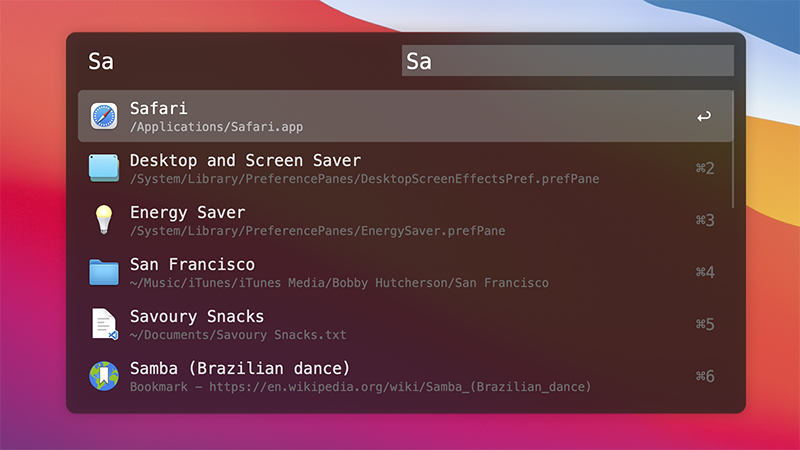 Sa
Sa
Safari
/Applications/Safari.app
Desktop and Screen Saver
/System/Library/PreferencePanes/DesktopScreenEffectsPref.prefPane
⌘2
Energy Saver
/System/Library/PreferencePanes/EnergySaver.prefPane
⌘3
San Francisco
~/Music/iTunes/iTunes Media/Bobby Hutcherson/San Francisco
⌘4
Savoury Snacks
~/Documents/Savoury Snacks.txt
⌘5
Samba (Brazilian dance)
Bookmark – https://en.wikipedia.org/wiki/Samba_(Brazilian_dance)
⌘6